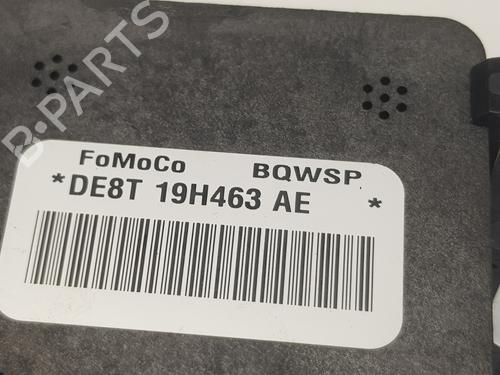 B-PARTS
FoMoCo BQWSP
*DE8T 19H463 AE *